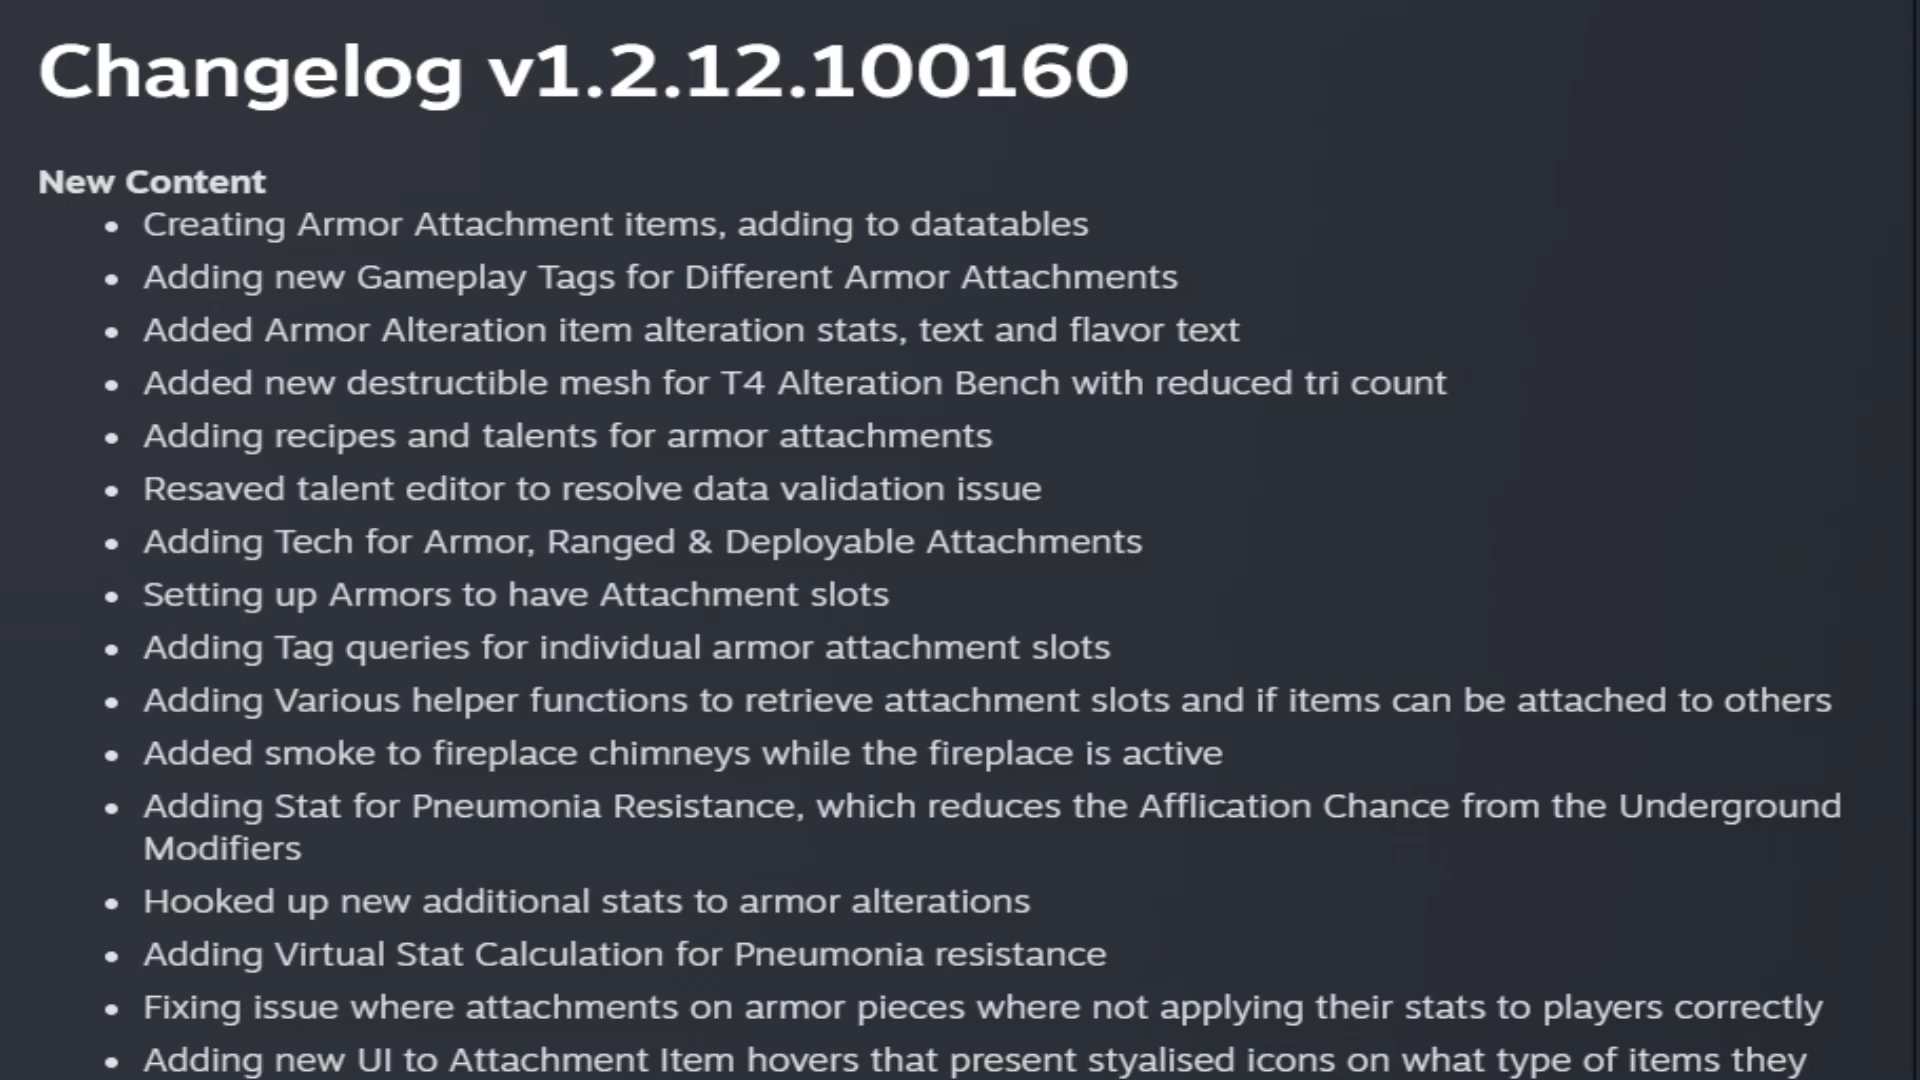 Changelog v1.2.12.100160
New Content
• Creating Armor Attachment items, adding to datatables
• Adding new Gameplay Tags for Different Armor Attachments
• Added Armor Alteration item alteration stats, text and flavor text
• Added new destructible mesh for T4 Alteration Bench with reduced tri count
• Adding recipes and talents for armor attachments
• Resaved talent editor to resolve data validation issue
• Adding Tech for Armor, Ranged & Deployable Attachments
• Setting up Armors to have Attachment slots
• Adding Tag queries for individual armor attachment slots
• Adding Various helper functions to retrieve attachment slots and if items can be attached to others
• Added smoke to fireplace chimneys while the fireplace is active
• Adding Stat for Pneumonia Resistance, which reduces the Afflication Chance from the Underground
Modifiers
• Hooked up new additional stats to armor alterations
• Adding Virtual Stat Calculation for Pneumonia resistance
• Fixing issue where attachments on armor pieces where not applying their stats to players correctly
• Adding new UI to Attachment Item hovers that present styalised icons on what type of items they